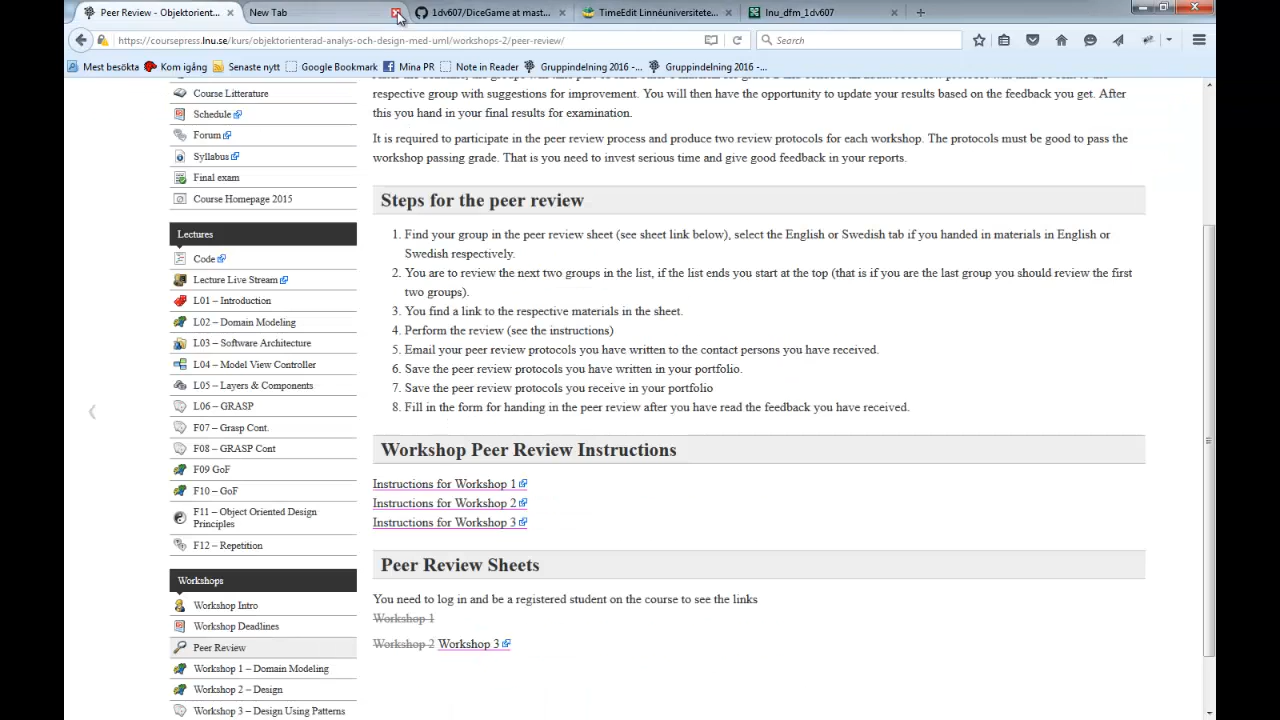 Peer Review - Objektorient...
New Tab
1dv607/DiceGame at mast...
TimeEdit Linnéuniversitete...
lnu_dfm_1dv607
https://coursepress.lnu.se/kurs/objektorienterad-analys-och-design-med-uml/workshops-2/peer-review/
Search
Mest besökta
Kom igång
Senaste nytt
Google Bookmark
Mina PR
Note in Reader
Gruppindelning 2016 -...
Gruppindelning 2016 -...
Course Litterature
Schedule
Forum
Syllabus
Final exam
Course Homepage 2015
Lectures
Code
Lecture Live Stream
L01 – Introduction
L02 – Domain Modeling
L03 – Software Architecture
L04 – Model View Controller
L05 – Layers & Components
L06 – GRASP
F07 – Grasp Cont.
F08 – GRASP Cont
F09 GoF
F10 – GoF
F11 – Object Oriented Design
Principles
F12 – Repetition
Workshops
Workshop Intro
Workshop Deadlines
Peer Review
Workshop 1 – Domain Modeling
Workshop 2 – Design
Workshop 3 – Design Using Patterns
respective group with suggestions for improvement. You will then have the opportunity to update your results based on the feedback you get. After
this you hand in your final results for examination.
It is required to participate in the peer review process and produce two review protocols for each workshop. The protocols must be good to pass the
workshop passing grade. That is you need to invest serious time and give good feedback in your reports.
Steps for the peer review
1. Find your group in the peer review sheet (see sheet link below), select the English or Swedish tab if you handed in materials in English or
Swedish respectively.
2. You are to review the next two groups in the list, if the list ends you start at the top (that is if you are the last group you should review the first
two groups).
3. You find a link to the respective materials in the sheet.
4. Perform the review (see the instructions)
5. Email your peer review protocols you have written to the contact persons you have received.
6. Save the peer review protocols you have written in your portfolio.
7. Save the peer review protocols you receive in your portfolio
8. Fill in the form for handing in the peer review after you have read the feedback you have received.
Workshop Peer Review Instructions
Instructions for Workshop 1
Instructions for Workshop 2
Instructions for Workshop 3
Peer Review Sheets
You need to log in and be a registered student on the course to see the links
Workshop 1
Workshop 2 Workshop 3